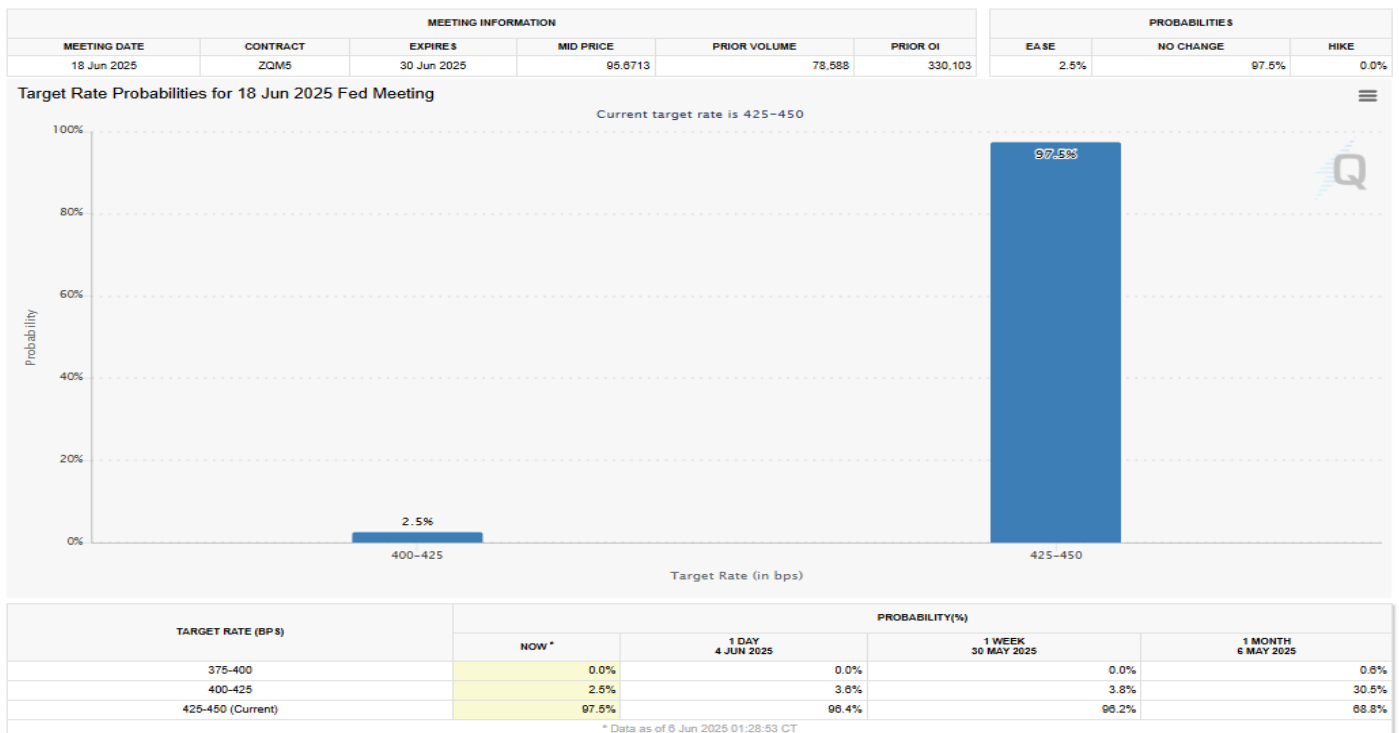 MEETING INFORMATION
MEETING DATE CONTRACT EXPIRES MID PRICE PRIOR VOLUME PRIOR OI
18 Jun 2025 ZQM5 30 Jun 2025 95.6713 78,588 330,103
PROBABILITIES
EASE NO CHANGE HIKE
2.5% 97.5% 0.0%
Target Rate Probabilities for 18 Jun 2025 Fed Meeting
Current target rate is 425-450
100%
80%
60%
40%
20%
0%
Probability
97.5%
2.5%
Q
400-425 425-450
Target Rate (in bps)
TARGET RATE (BPS) PROBABILITY(%)
NOW * 1 DAY 1 WEEK 1 MONTH
4 JUN 2025 30 MAY 2025 6 MAY 2025
375-400 0.0% 0.0% 0.0% 0.6%
400-425 2.5% 3.6% 3.8% 30.5%
425-450 (Current) 97.5% 96.4% 96.2% 68.8%
* Data as of 6 Jun 2025 01:28:53 CT